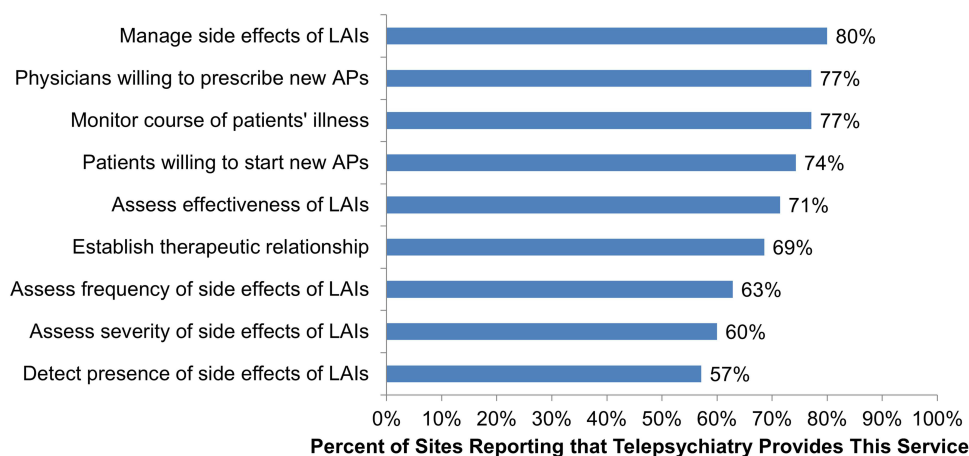 Manage side effects of LAIs 80%
Physicians willing to prescribe new APs 77%
Monitor course of patients' illness 77%
Patients willing to start new APs 74%
Assess effectiveness of LAIs 71%
Establish therapeutic relationship 69%
Assess frequency of side effects of LAIs 63%
Assess severity of side effects of LAIs 60%
Detect presence of side effects of LAIs 57%
0% 10% 20% 30% 40% 50% 60% 70% 80% 90% 100%
Percent of Sites Reporting that Telepsychiatry Provides This Service